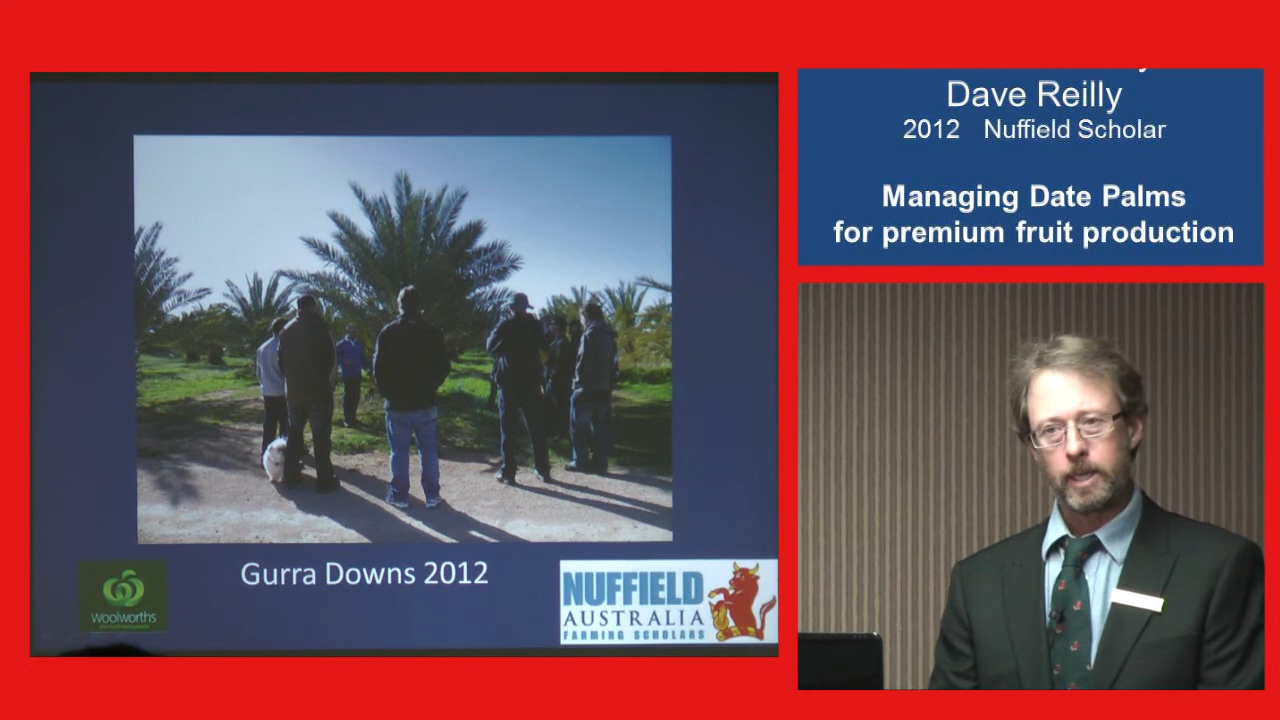 Dave Reilly
2012 Nuffield Scholar
Managing Date Palms
for premium fruit production
Gurra Downs 2012
woolworths
NUFFIELD
AUSTRALIA
FARMING SCHOLARS